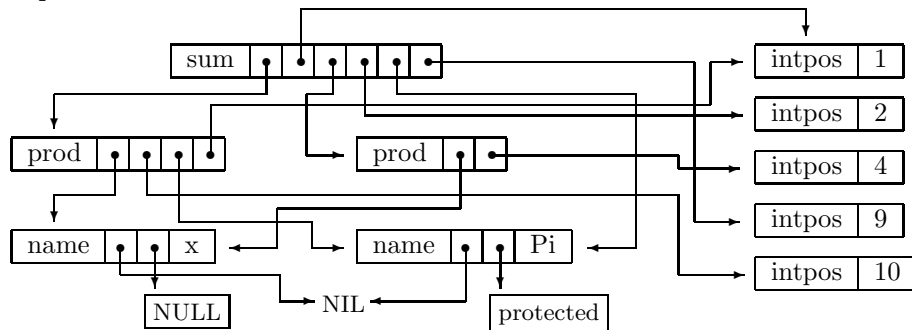 sum
intpos 1
intpos 2
prod
prod
intpos 4
intpos 9
name x
name Pi
intpos 10
NULL
NIL
protected